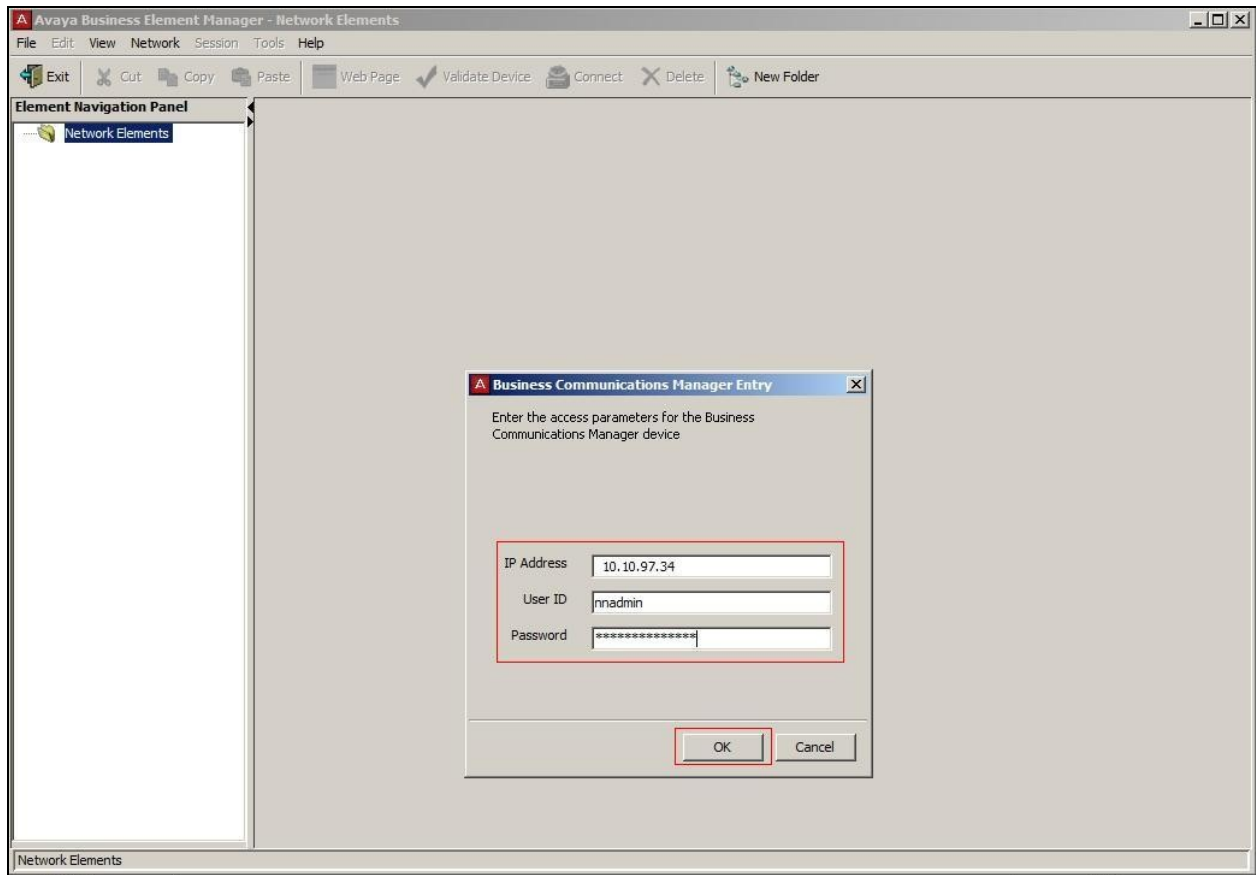 A Avaya Business Element Manager - Network Elements
File Edit View Network Session Tools Help
Exit Cut Copy Paste Web Page Validate Device Connect Delete New Folder
Element Navigation Panel
Network Elements
A Business Communications Manager Entry
Enter the access parameters for the Business
Communications Manager device
IP Address 10.10.97.34
User ID nnadmin
Password **************
OK Cancel
Network Elements